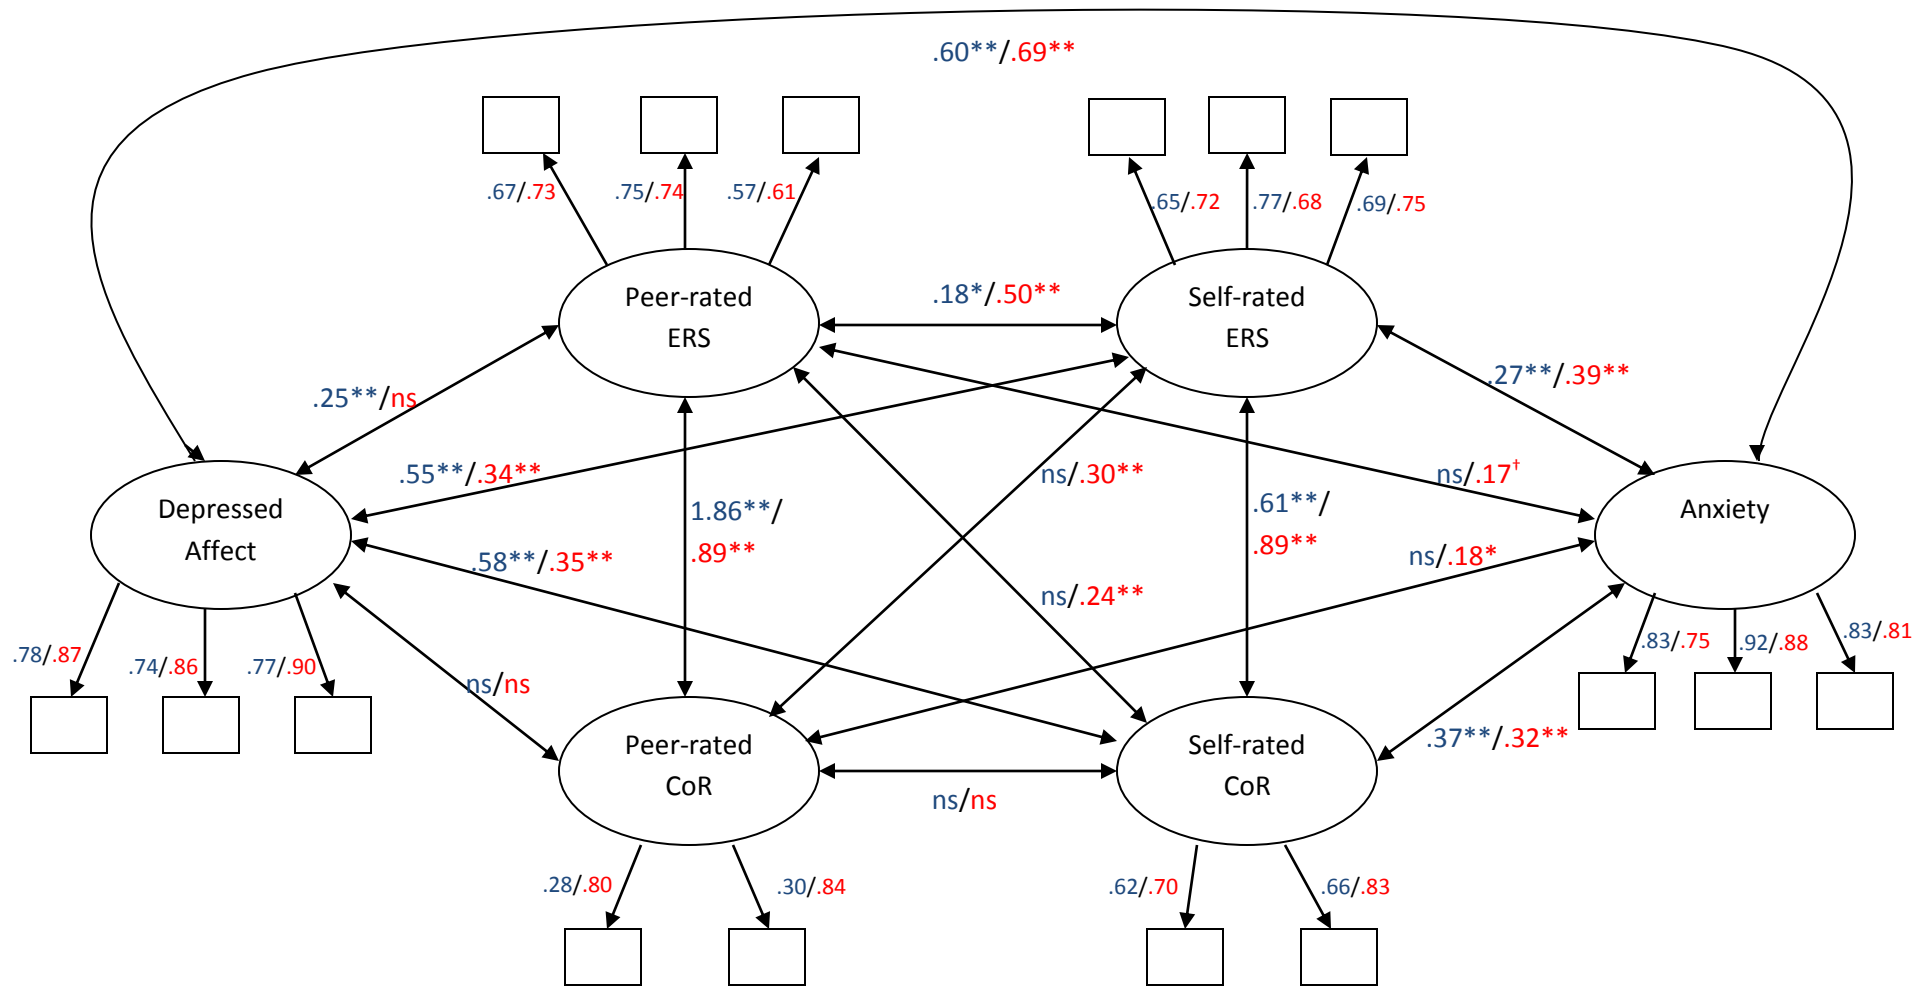 .60**/.69**
.67/.73
.75/.74
.57/.61
.65/.72
.77/.68
.69/.75
Peer-rated
ERS
.18*/.50**
Self-rated
ERS
.25**/ns
.27**/.39**
.55**/.34**
ns/.30**
ns/.17†
Depressed
Affect
1.86**/
.89**
.61**/
.89**
Anxiety
.58**/.35**
ns/.18*
ns/.24**
.78/.87
.74/.86
.77/.90
ns/ns
.83/.75
.92/.88
.83/.81
Peer-rated
CoR
ns/ns
Self-rated
CoR
.37**/.32**
.28/.80
.30/.84
.62/.70
.66/.83